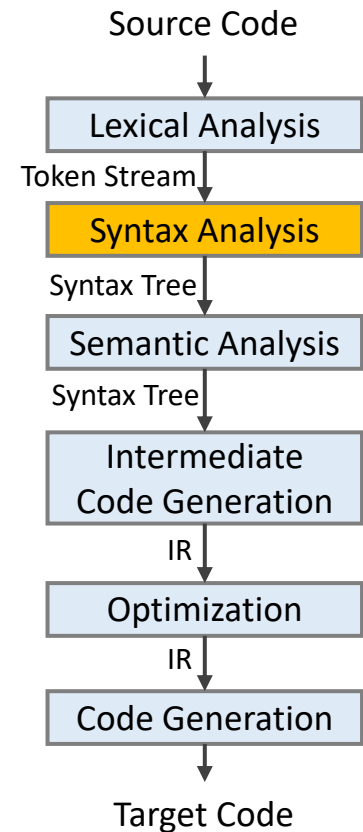 Source Code
Lexical Analysis
Token Stream
Syntax Analysis
Syntax Tree
Semantic Analysis
Syntax Tree
Intermediate
Code Generation
IR
Optimization
IR
Code Generation
Target Code